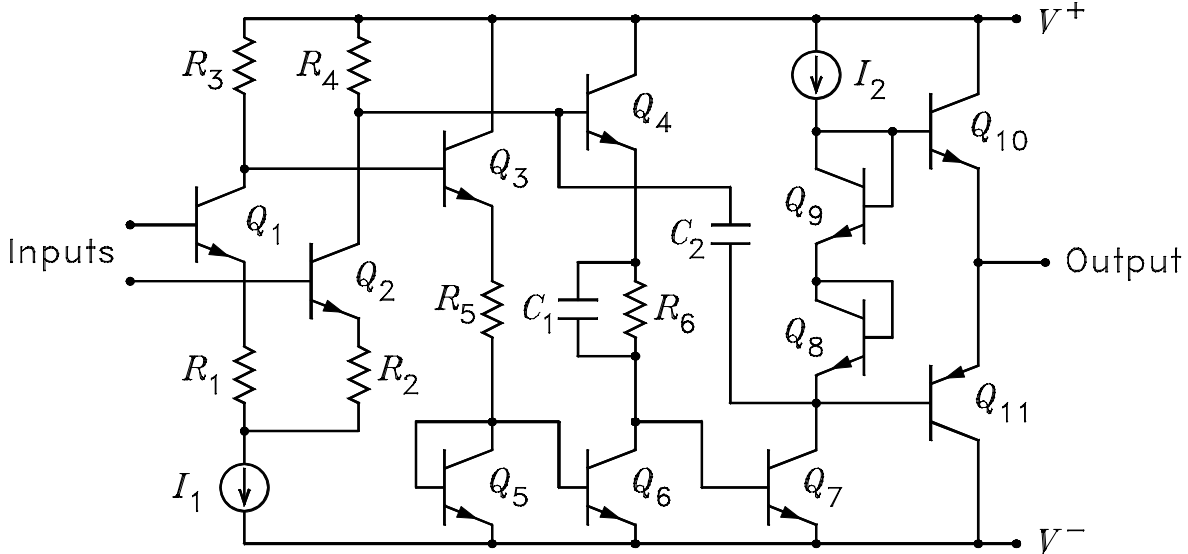 V⁺
R₃
R₄
I₂
Q₄
Q₁₀
Q₃
Q₉
Q₁
Inputs
C₂
Output
Q₂
R₅
C₁
R₆
Q₈
R₁
R₂
Q₁₁
I₁
Q₅
Q₆
Q₇
V⁻